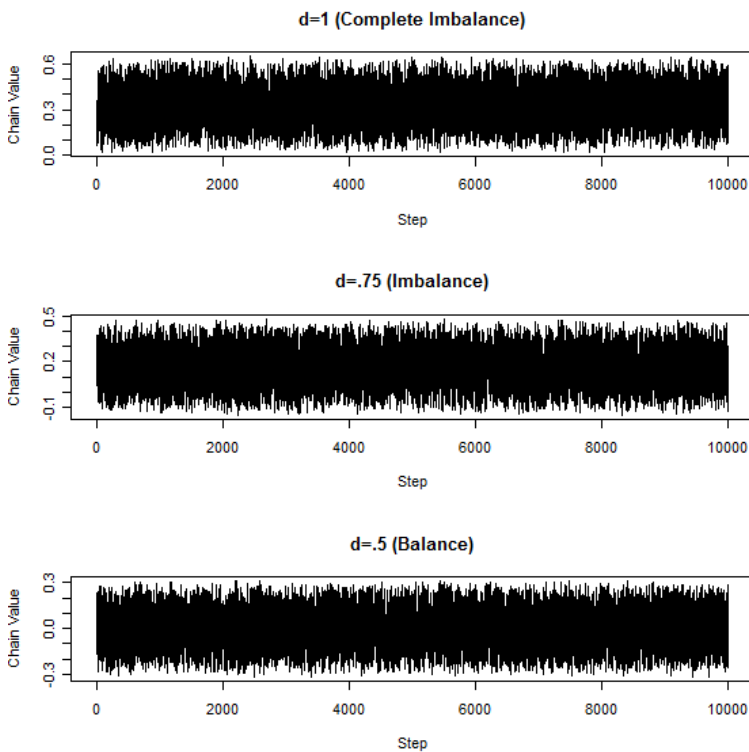 d=1 (Complete Imbalance)
Chain Value
0.6
0.3
0.0
0 2000 4000 6000 8000 10000
Step
d=.75 (Imbalance)
Chain Value
0.5
0.2
-0.1
0 2000 4000 6000 8000 10000
Step
d=.5 (Balance)
Chain Value
0.3
0.0
-0.3
0 2000 4000 6000 8000 10000
Step